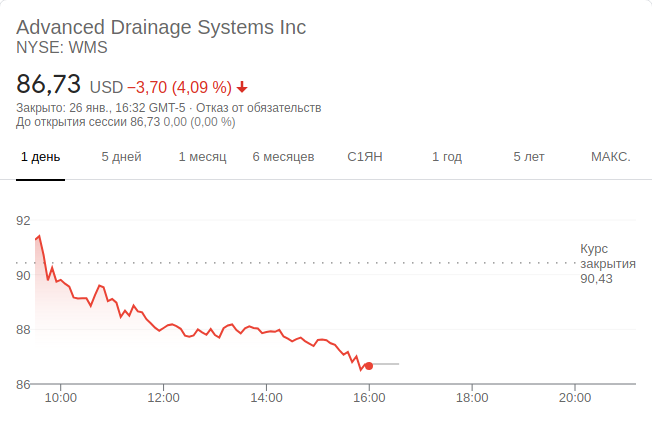 Advanced Drainage Systems Inc
NYSE: WMS
86,73 USD −3,70 (4,09 %)
Закрыто: 26 янв., 16:32 GMT-5 · Отказ от обязательств
До открытия сессии 86,73 0,00 (0,00 %)
1 день 5 дней 1 месяц 6 месяцев С1ЯН 1 год 5 лет МАКС.
92
Курс
закрытия
90,43
90
88
86
10:00 12:00 14:00 16:00 18:00 20:00